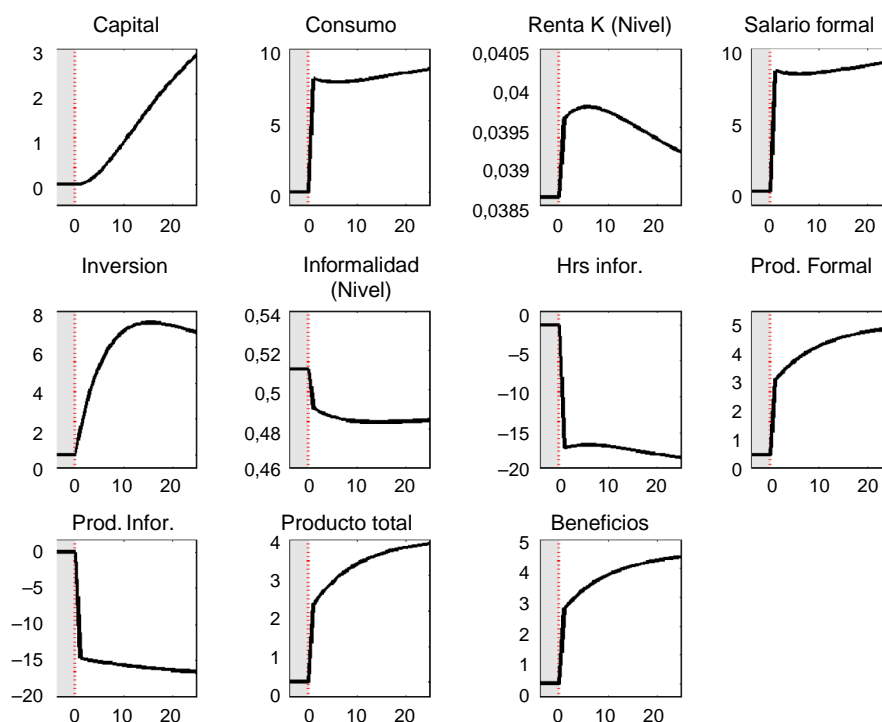 Capital
3
2
1
0
0 10 20
Consumo
10
5
0
0 10 20
Renta K (Nivel)
0,0405
0,04
0,0395
0,039
0,0385
0 10 20
Salario formal
10
5
0
0 10 20
Inversion
8
6
4
2
0
0 10 20
Informalidad
(Nivel)
0,54
0,52
0,5
0,48
0,46
0 10 20
Hrs infor.
0
–5
–10
–15
–20
0 10 20
Prod. Formal
5
4
3
2
1
0
0 10 20
Prod. Infor.
0
–5
–10
–15
–20
0 10 20
Producto total
4
3
2
1
0
0 10 20
Beneficios
5
4
3
2
1
0
0 10 20